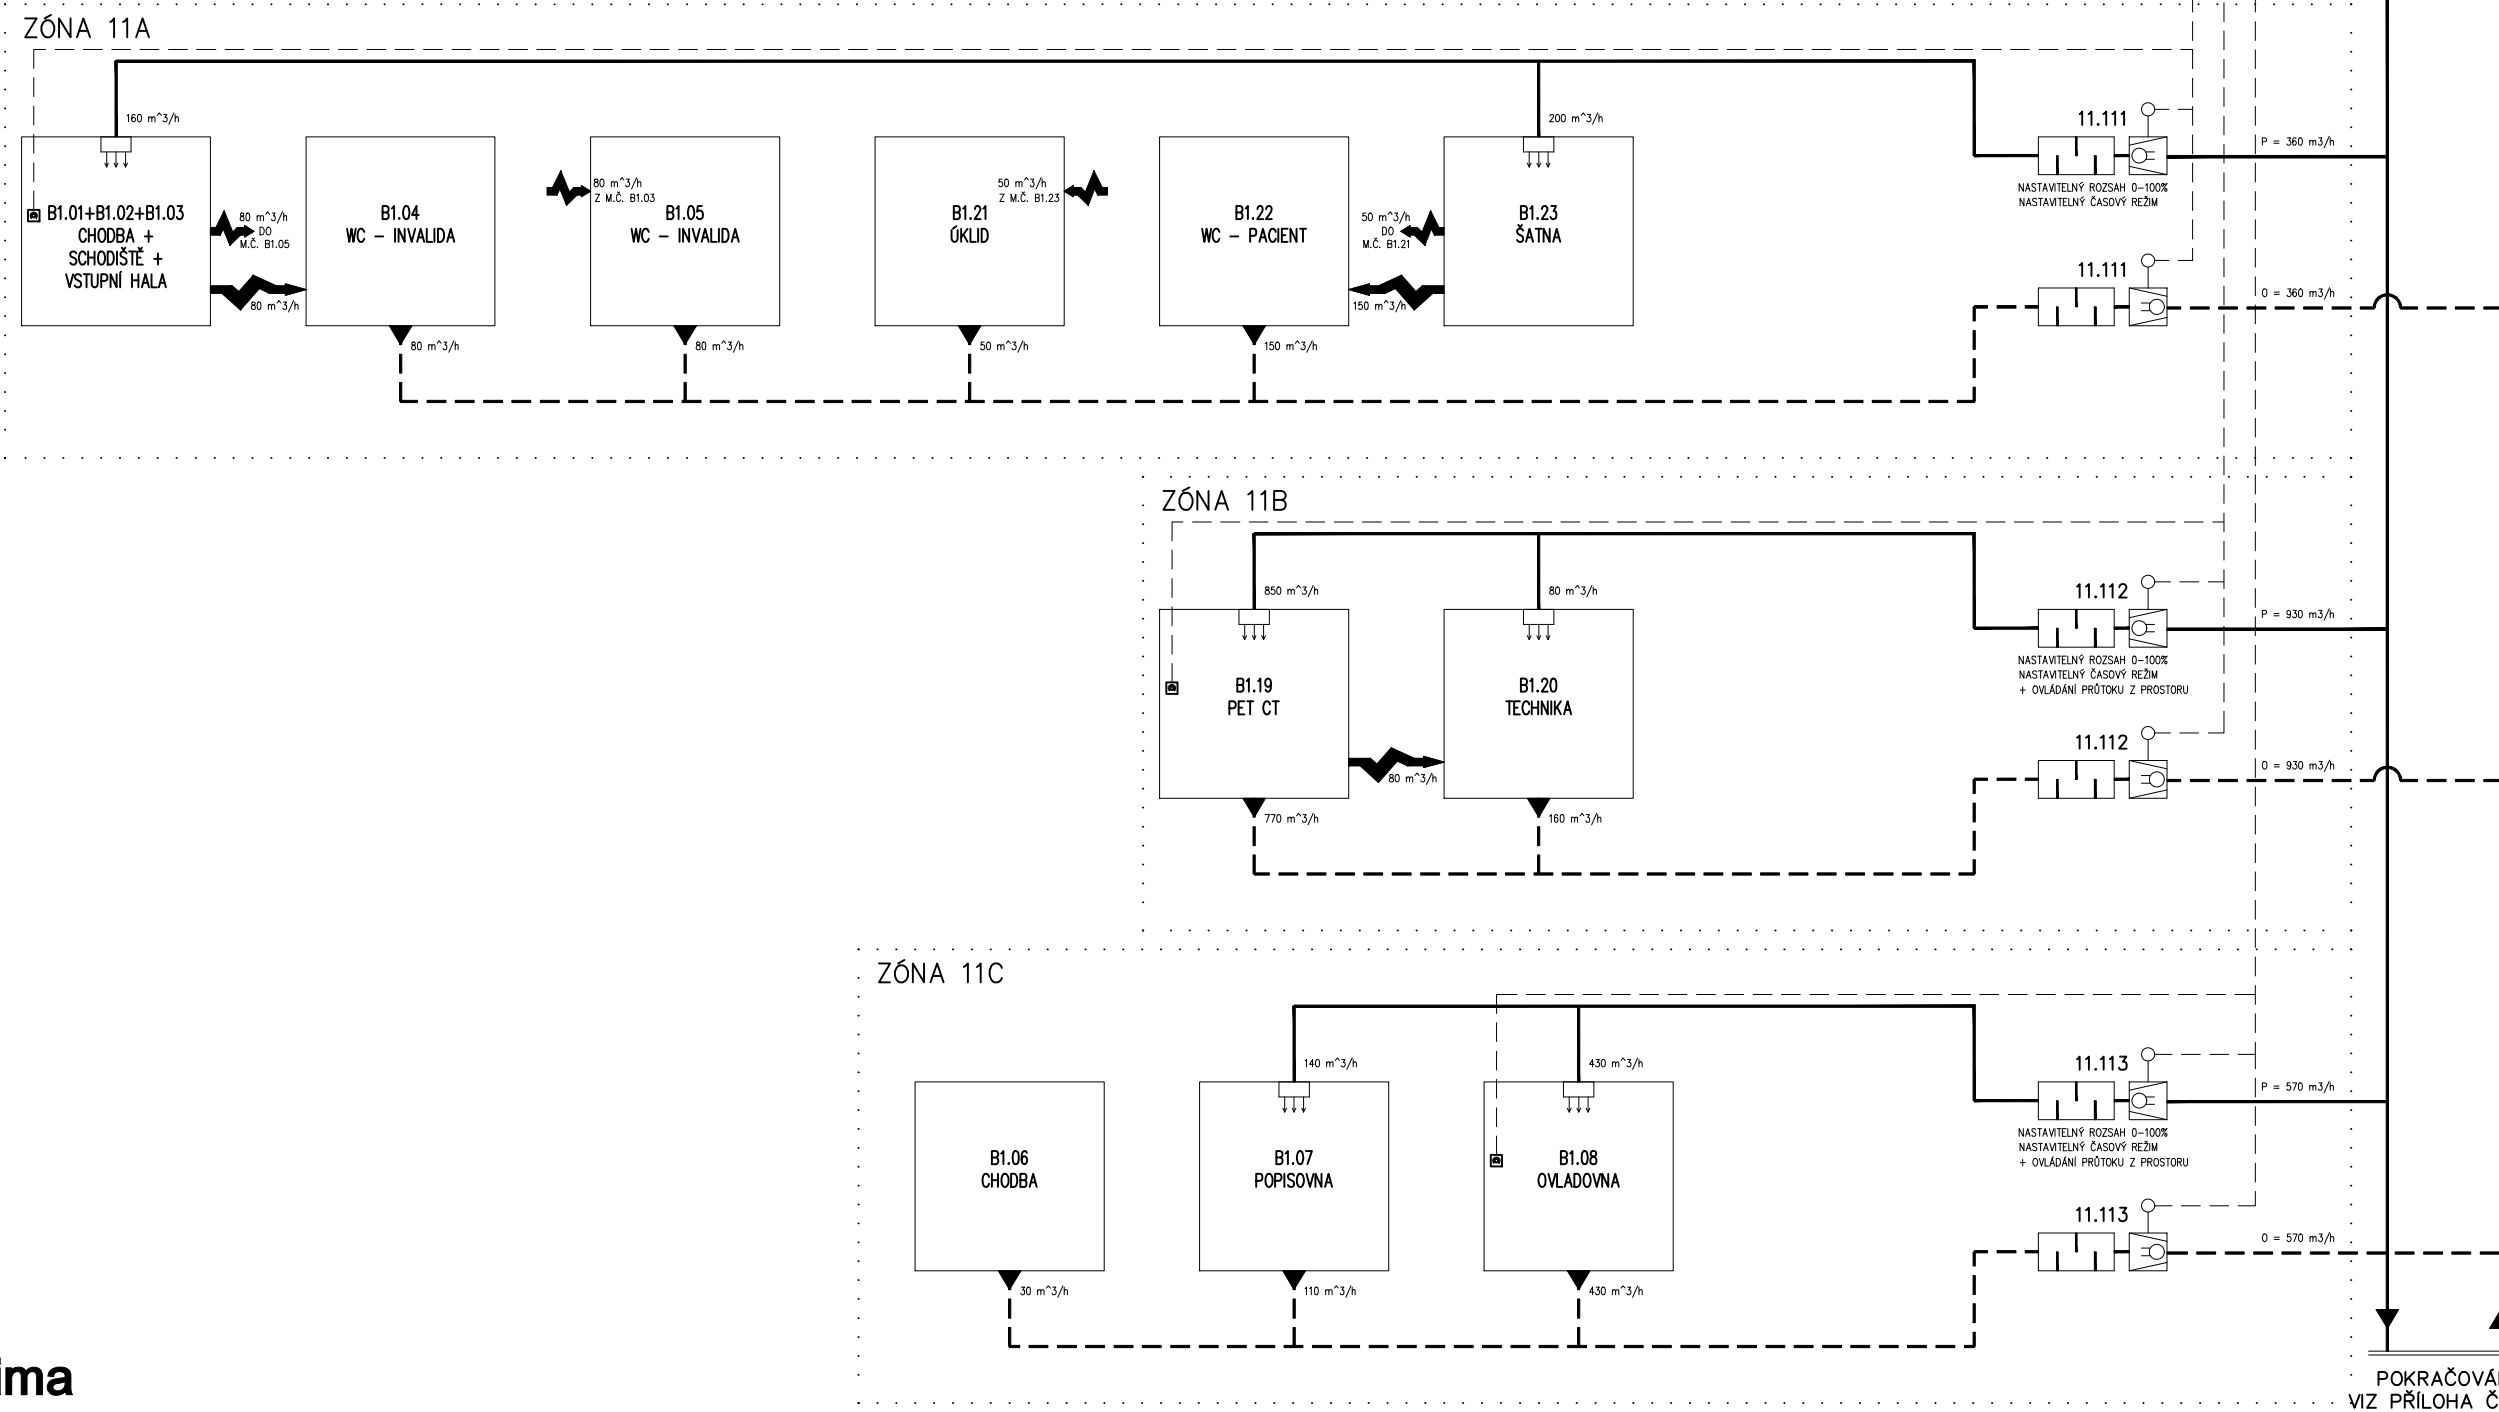 ZÓNA 11A
160 m^3/h
200 m^3/h
11.111
P = 360 m3/h
NASTAVITELNÝ ROZSAH 0-100%
NASTAVITELNÝ ČASOVÝ REŽIM
B1.01+B1.02+B1.03
CHODBA +
SCHODIŠTĚ +
VSTUPNÍ HALA
80 m^3/h
DO
M.Č. B1.05
80 m^3/h
B1.04
WC - INVALIDA
80 m^3/h
Z M.Č. B1.03
B1.05
WC - INVALIDA
50 m^3/h
Z M.Č. B1.23
B1.21
ÚKLID
B1.22
WC - PACIENT
50 m^3/h
DO
M.Č. B1.21
150 m^3/h
B1.23
ŠATNA
11.111
O = 360 m3/h
80 m^3/h
80 m^3/h
50 m^3/h
150 m^3/h
ZÓNA 11B
850 m^3/h
80 m^3/h
11.112
P = 930 m3/h
NASTAVITELNÝ ROZSAH 0-100%
NASTAVITELNÝ ČASOVÝ REŽIM
+ OVLÁDÁNÍ PRŮTOKU Z PROSTORU
B1.19
PET CT
B1.20
TECHNIKA
80 m^3/h
11.112
O = 930 m3/h
770 m^3/h
160 m^3/h
ZÓNA 11C
140 m^3/h
430 m^3/h
11.113
P = 570 m3/h
NASTAVITELNÝ ROZSAH 0-100%
NASTAVITELNÝ ČASOVÝ REŽIM
+ OVLÁDÁNÍ PRŮTOKU Z PROSTORU
B1.06
CHODBA
B1.07
POPISOVNA
B1.08
OVLADOVNA
11.113
O = 570 m3/h
30 m^3/h
110 m^3/h
430 m^3/h
ima
POKRAČOVÁ
VIZ PŘÍLOHA Č